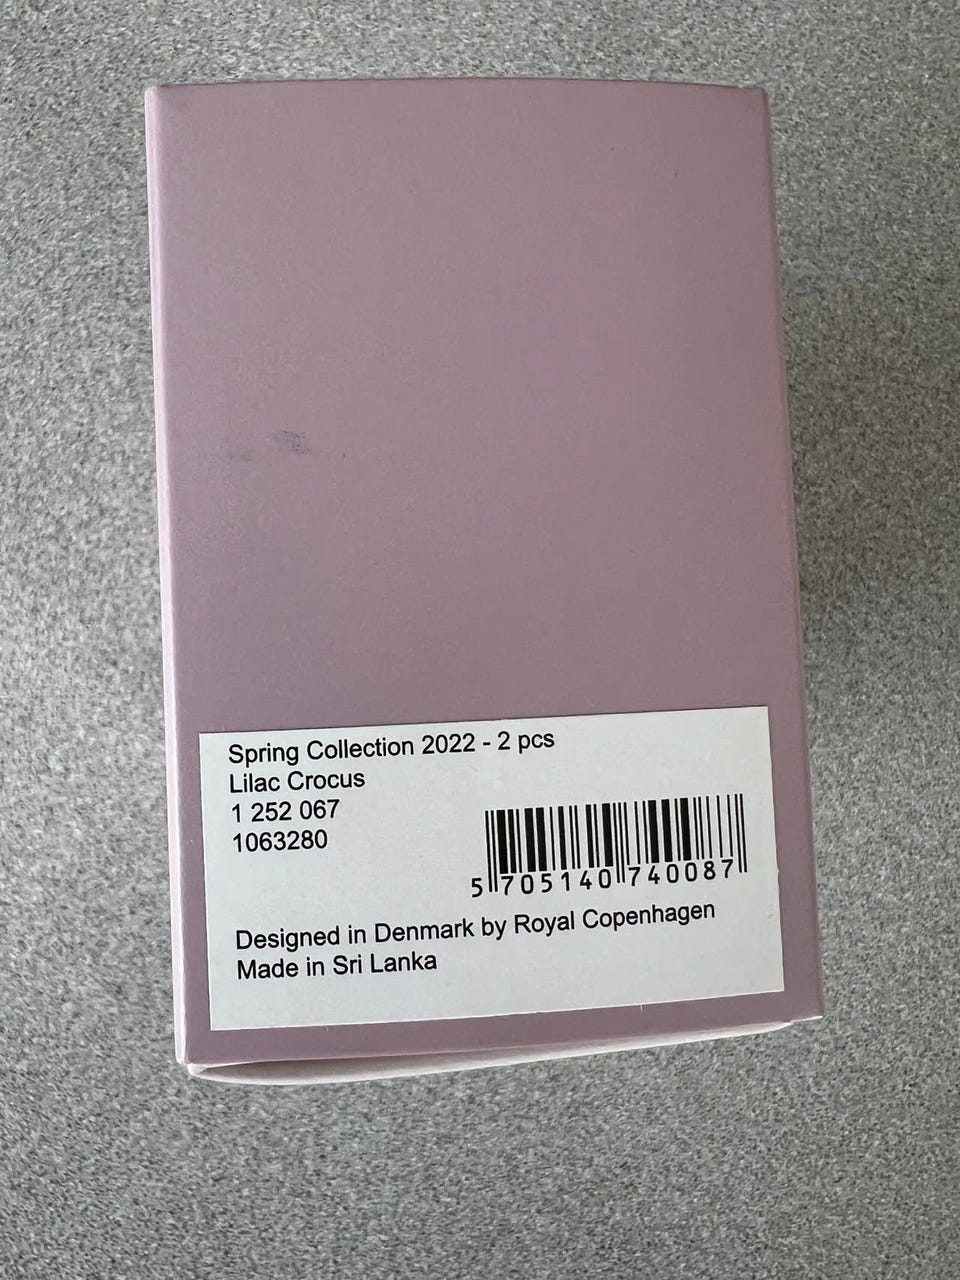 Spring Collection 2022 - 2 pcs
Lilac Crocus
1 252 067
1063280
5 705140 740087
Designed in Denmark by Royal Copenhagen
Made in Sri Lanka